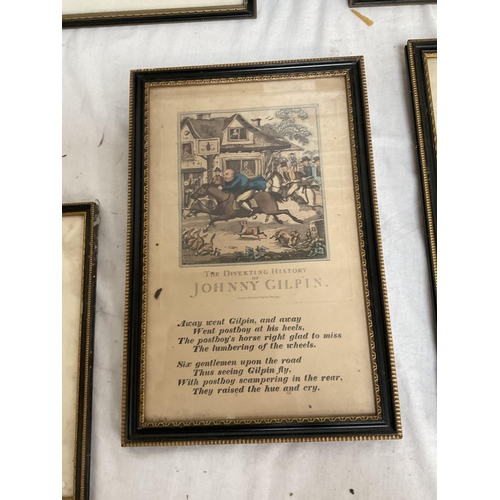 THE DIVERTING HISTORY
OF
JOHNNY GILPIN.
Away went Gilpin, and away
Went postboy at his heels,
The postboy's horse right glad to miss
The lumbering of the wheels.
Six gentlemen upon the road
Thus seeing Gilpin fly,
With postboy scampering in the rear,
They raised the hue and cry.